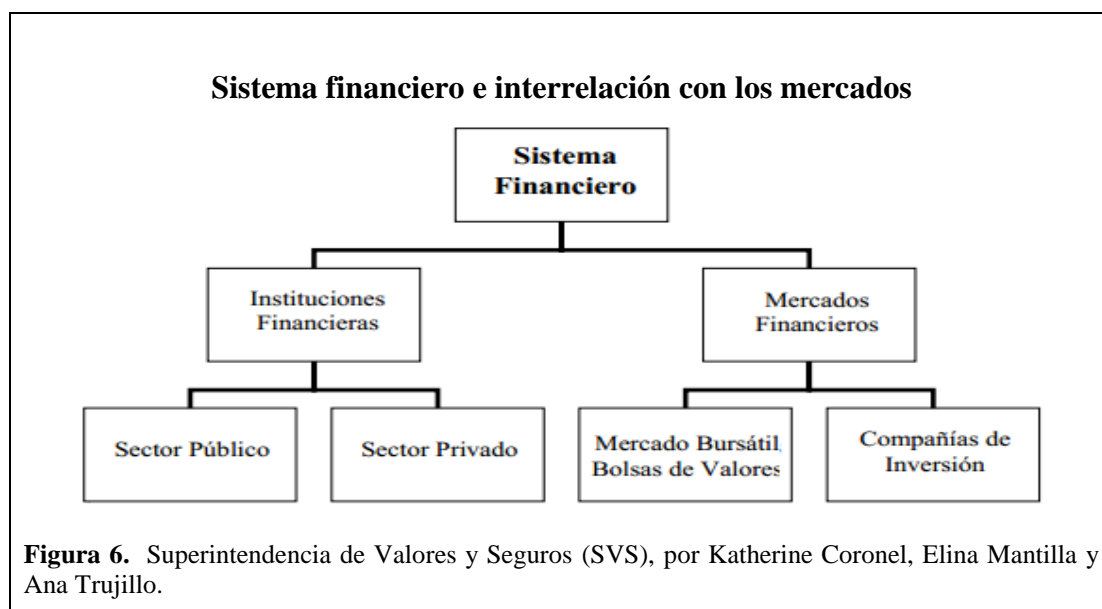 Sistema financiero e interrelación con los mercados
Sistema
Financiero
Instituciones
Financieras
Mercados
Financieros
Sector Público
Sector Privado
Mercado Bursátil,
Bolsas de Valores
Compañías de
Inversión
Figura 6. Superintendencia de Valores y Seguros (SVS), por Katherine Coronel, Elina Mantilla y
Ana Trujillo.